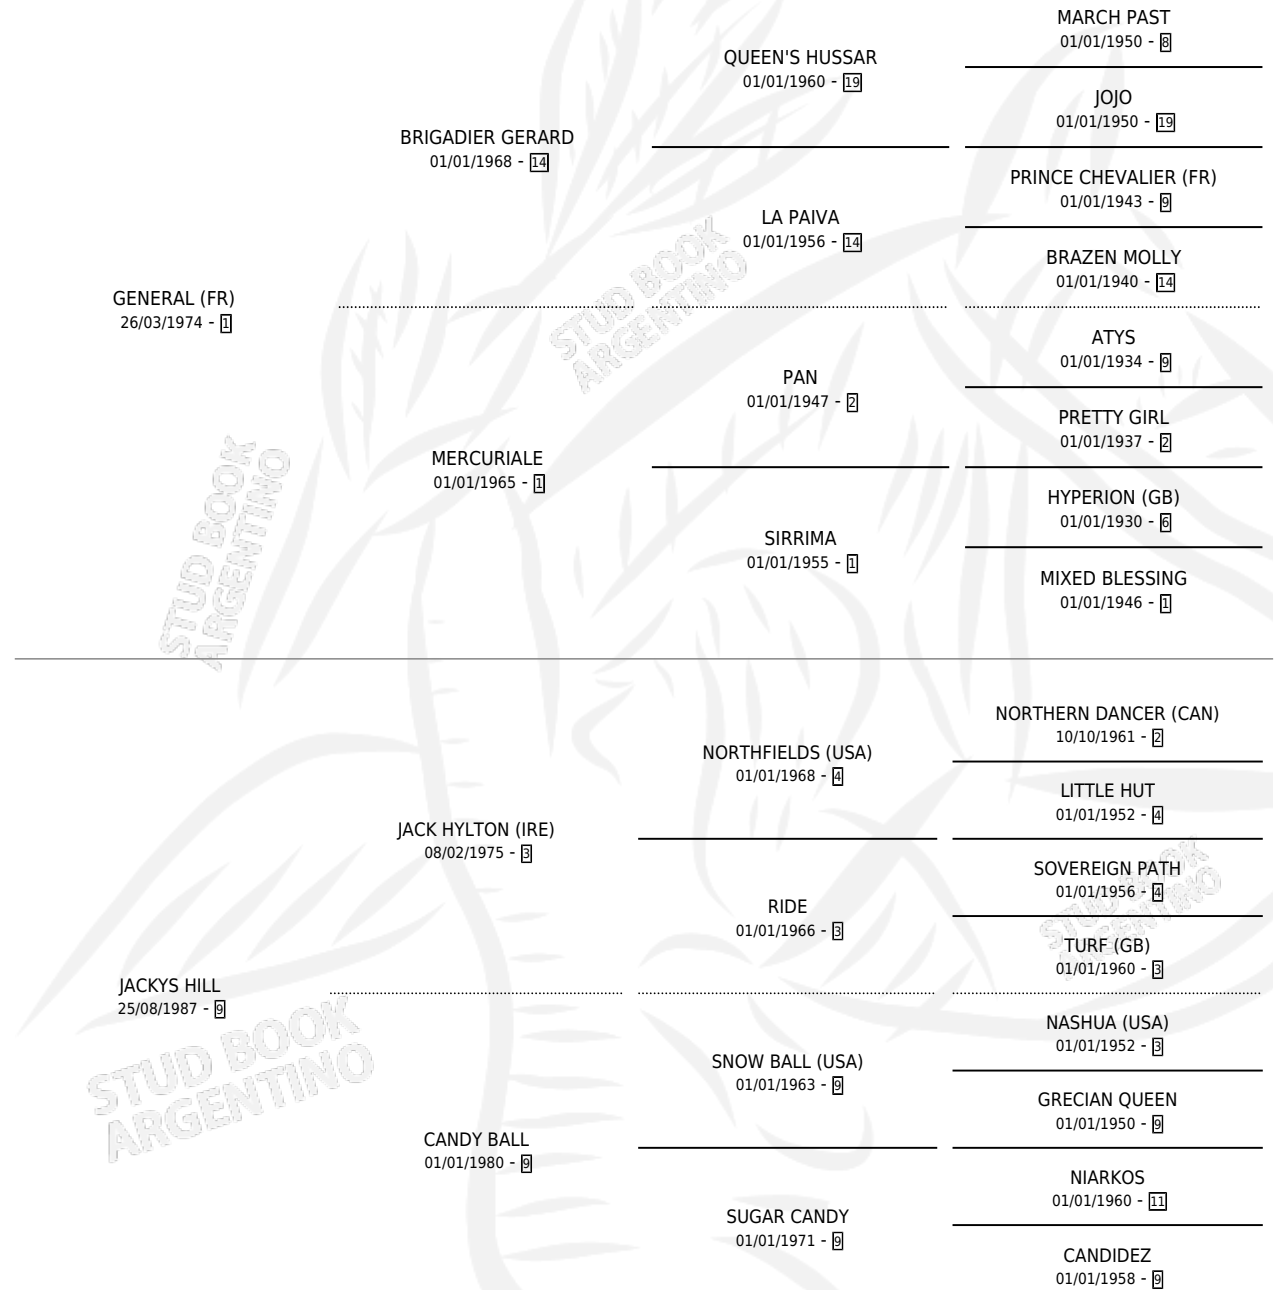 MARCH PAST
01/01/1950 - 8
QUEEN'S HUSSAR
01/01/1960 - 19
JOJO
01/01/1950 - 19
BRIGADIER GERARD
01/01/1968 - 14
PRINCE CHEVALIER (FR)
01/01/1943 - 9
LA PAIVA
01/01/1956 - 14
BRAZEN MOLLY
01/01/1940 - 14
GENERAL (FR)
26/03/1974 - 1
STUD BOOK
ARGENTINO
ATYS
01/01/1934 - 9
PAN
01/01/1947 - 2
PRETTY GIRL
01/01/1937 - 2
MERCURIALE
01/01/1965 - 1
HYPERION (GB)
01/01/1930 - 6
SIRRIMA
01/01/1955 - 1
MIXED BLESSING
01/01/1946 - 1
STUD BOOK
ARGENTINO
NORTHERN DANCER (CAN)
10/10/1961 - 2
NORTHFIELDS (USA)
01/01/1968 - 4
LITTLE HUT
01/01/1952 - 4
JACK HYLTON (IRE)
08/02/1975 - 3
SOVEREIGN PATH
01/01/1956 - 4
RIDE
01/01/1966 - 3
STUD BOOK
ARGENTINO
TURF (GB)
01/01/1960 - 3
JACKYS HILL
25/08/1987 - 9
NASHUA (USA)
01/01/1952 - 3
SNOW BALL (USA)
01/01/1963 - 9
STUD BOOK
ARGENTINO
GRECIAN QUEEN
01/01/1950 - 9
CANDY BALL
01/01/1980 - 9
NIARKOS
01/01/1960 - 11
SUGAR CANDY
01/01/1971 - 9
CANDIDEZ
01/01/1958 - 9